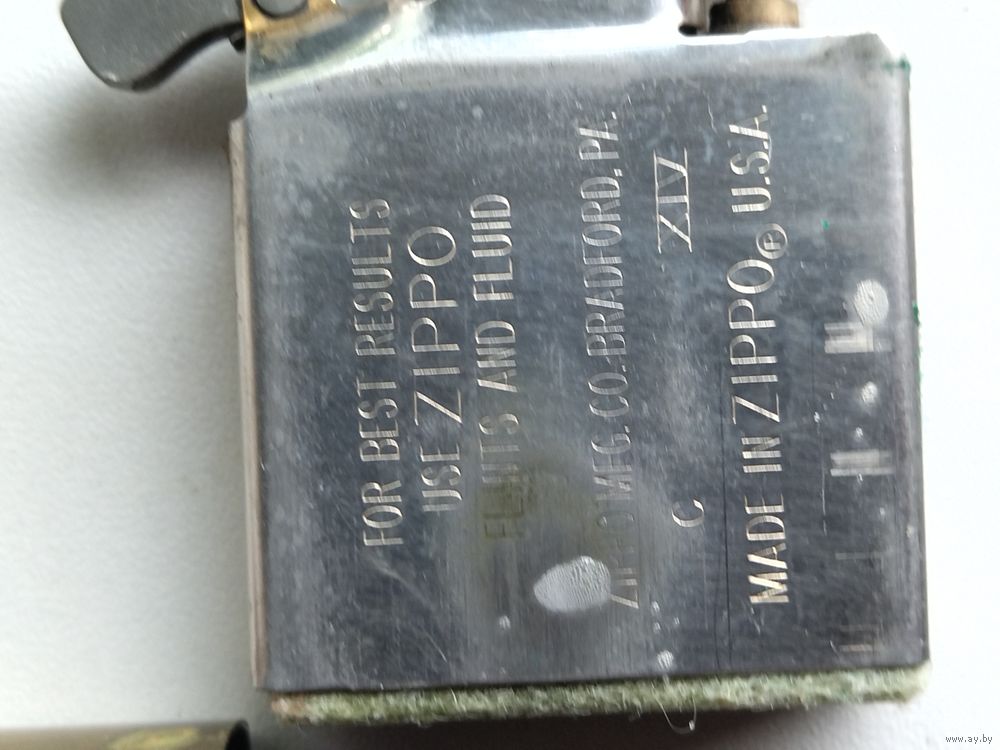 FOR BEST RESULTS
USE ZIPPO
FLINTS AND FLUID
ZIPPO MFG. CO. BRADFORD, PA.
C XIV
MADE IN ZIPPO® U.S.A.
www.ay.by